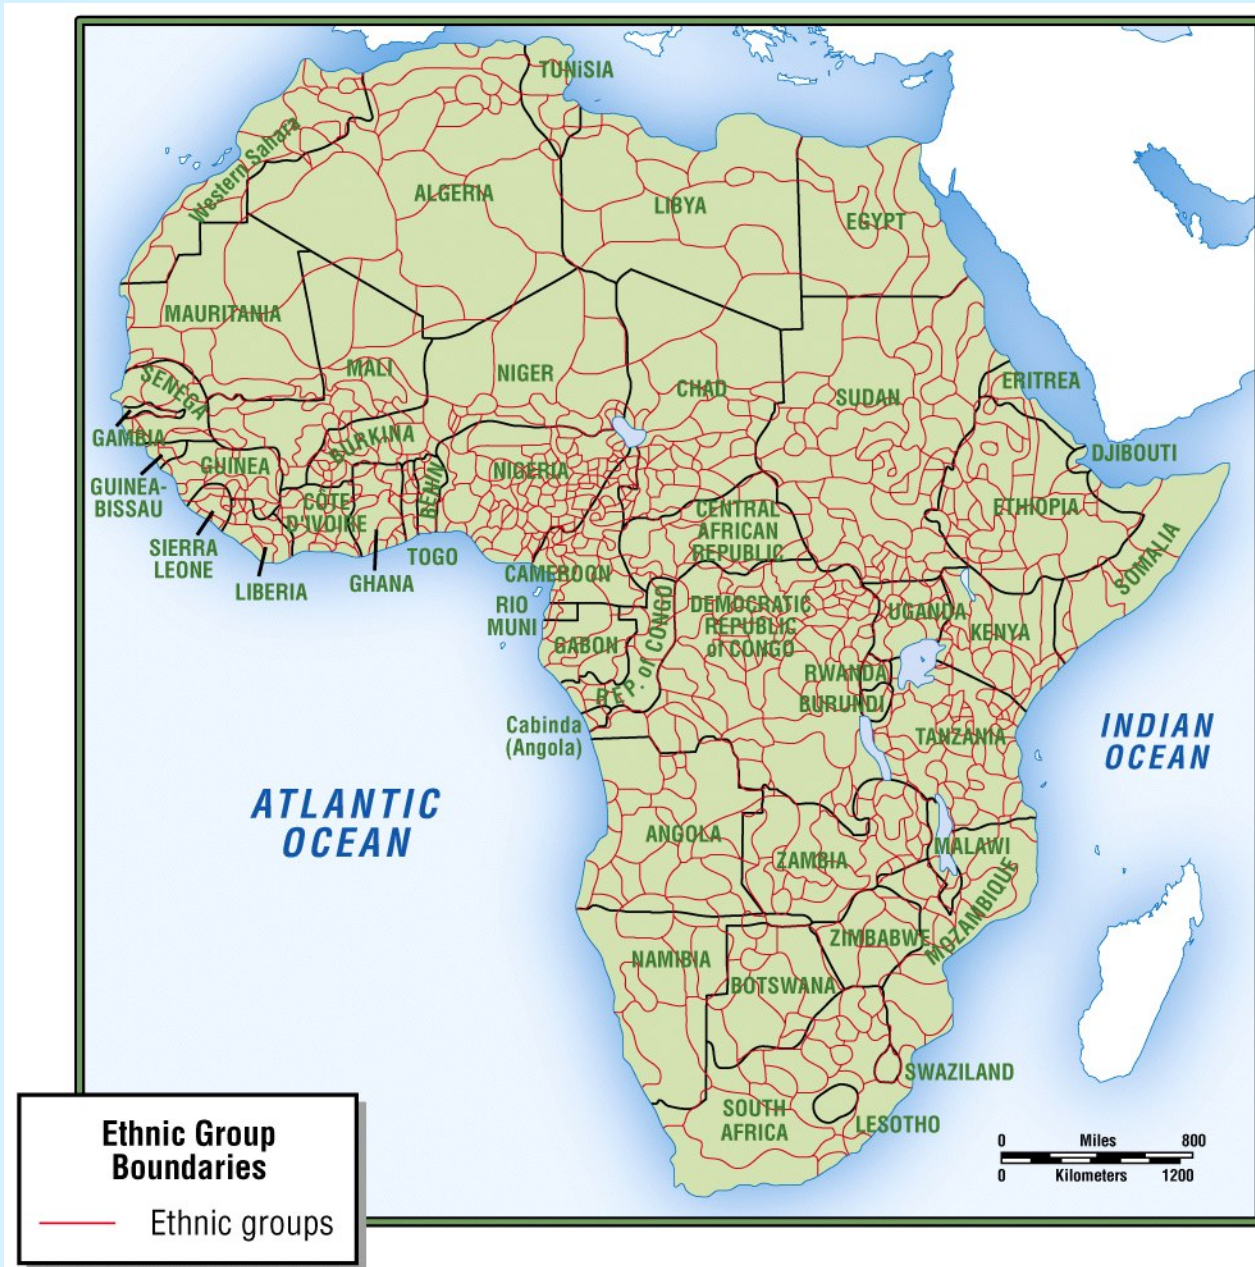 TUNiSIA
Western Sahara
ALGERIA
LIBYA
EGYPT
MAURITANIA
MALI
NIGER
CHAD
SUDAN
ERITREA
SENEGA
GAMBIA
BURKINA
DJIBOUTI
GUINEA
NIGERIA
BENIN
GUINEA-
BISSAU
CÔTE
D'IVOIRE
CENTRAL
AFRICAN
REPUBLIC
ETHIOPIA
SOMALIA
SIERRA
LEONE
LIBERIA
GHANA
TOGO
CAMEROON
RIO
MUNI
GABON
REP. of CONGO
DEMOCRATIC
REPUBLIC
of CONGO
UGANDA
KENYA
RWANDA
BURUNDI
Cabinda
(Angola)
TANZANIA
INDIAN
OCEAN
ATLANTIC
OCEAN
ANGOLA
ZAMBIA
MALAWI
MOZAMBIQUE
ZIMBABWE
NAMIBIA
BOTSWANA
SWAZILAND
SOUTH
AFRICA
LESOTHO
0 Miles 800
0 Kilometers 1200
Ethnic Group
Boundaries
Ethnic groups